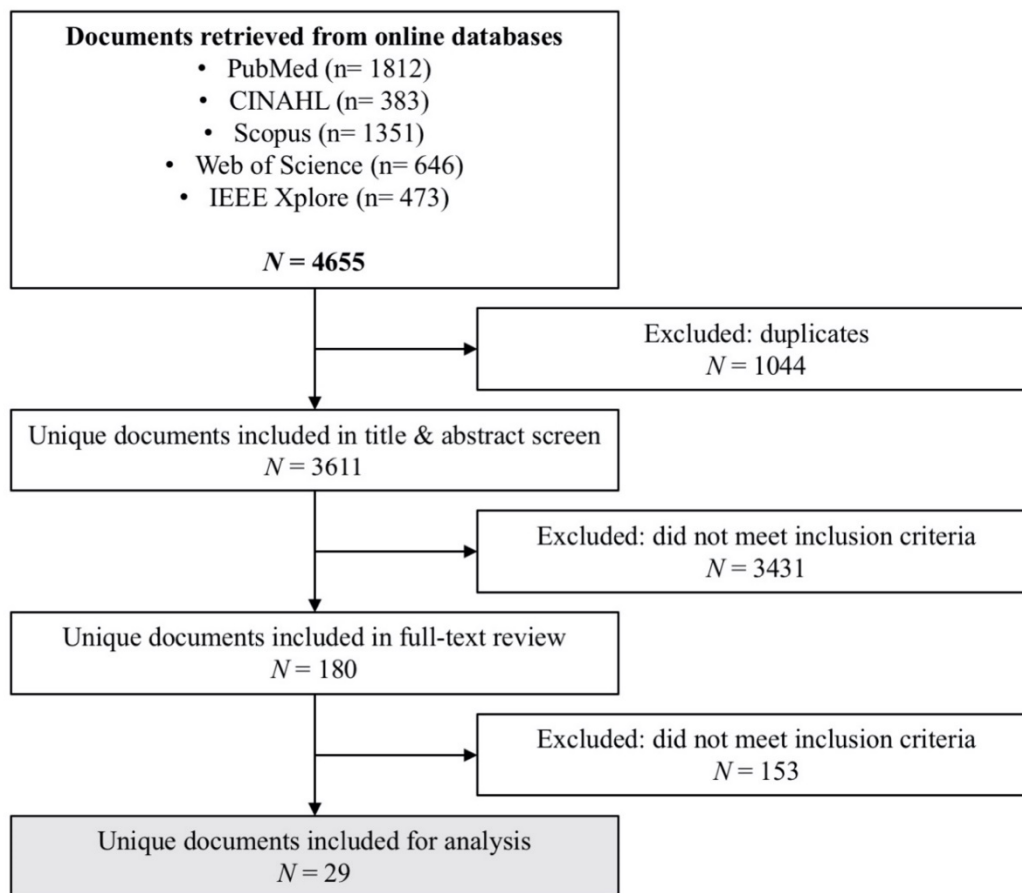 Documents retrieved from online databases
• PubMed (n= 1812)
• CINAHL (n= 383)
• Scopus (n= 1351)
• Web of Science (n= 646)
• IEEE Xplore (n= 473)
N = 4655
Excluded: duplicates
N = 1044
Unique documents included in title & abstract screen
N = 3611
Excluded: did not meet inclusion criteria
N = 3431
Unique documents included in full-text review
N = 180
Excluded: did not meet inclusion criteria
N = 153
Unique documents included for analysis
N = 29